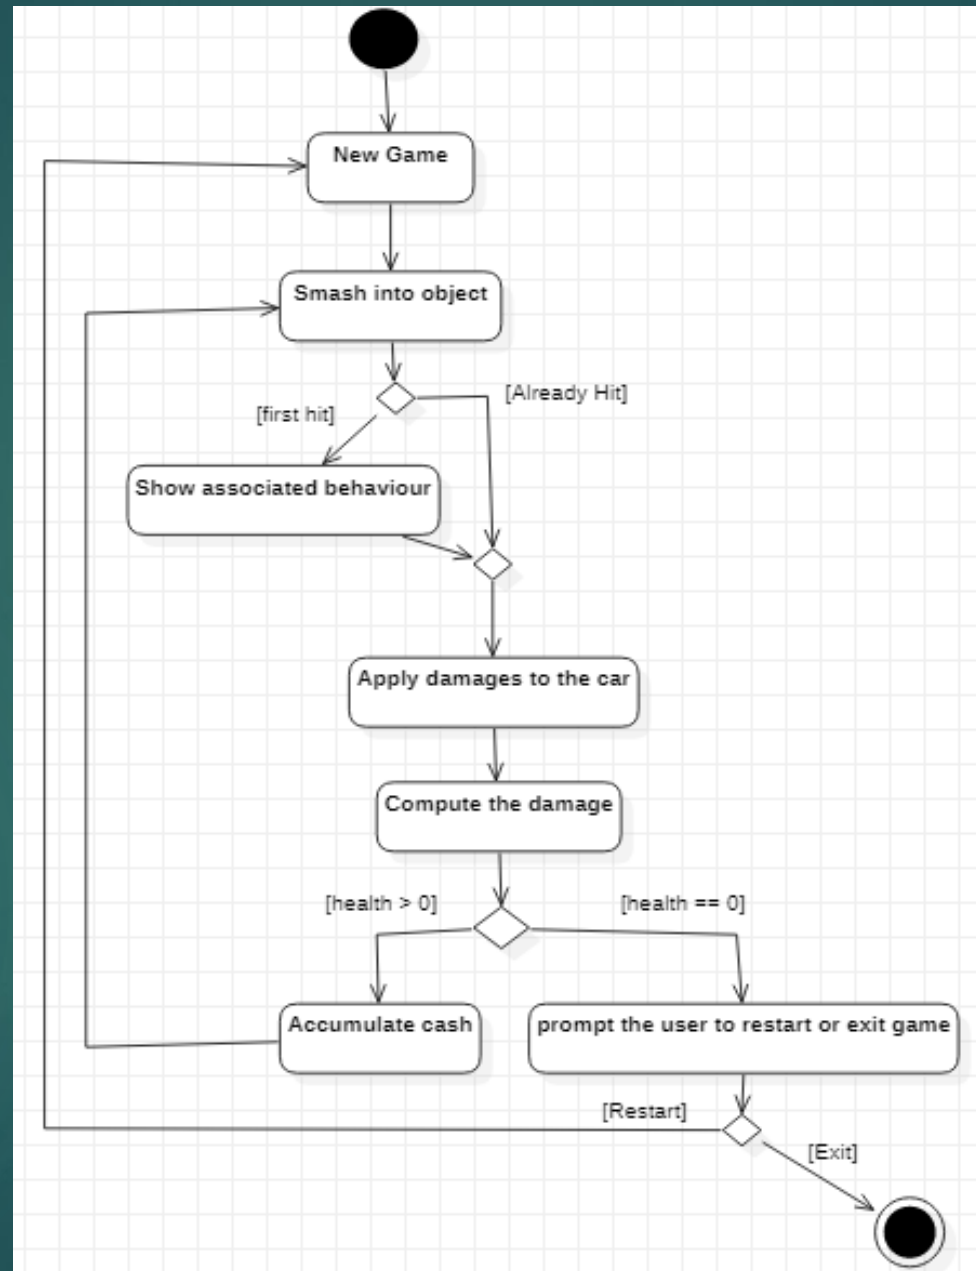 New Game
Smash into object
[Already Hit]
[first hit]
Show associated behaviour
Apply damages to the car
Compute the damage
[health > 0]
[health == 0]
Accumulate cash
prompt the user to restart or exit game
[Restart]
[Exit]